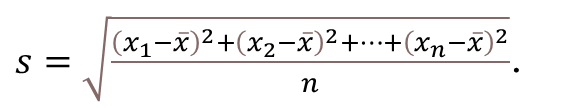 s = √((x₁−x̄)²+(x₂−x̄)²+⋯+(xₙ−x̄)²/n).